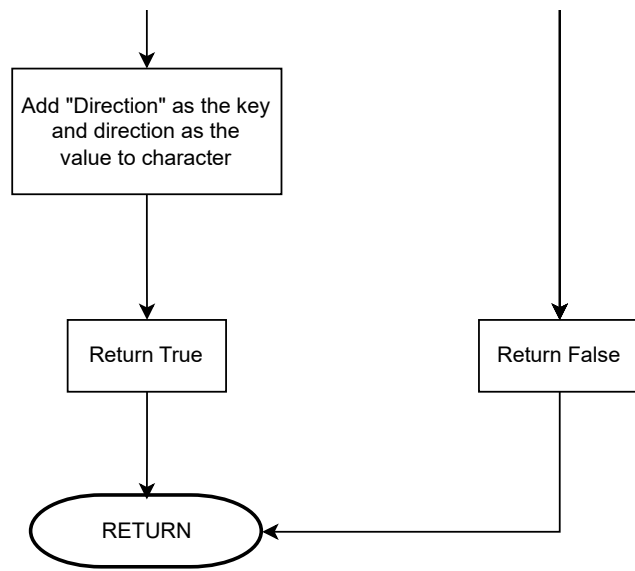 Add "Direction" as the key
and direction as the
value to character
Return True
Return False
RETURN